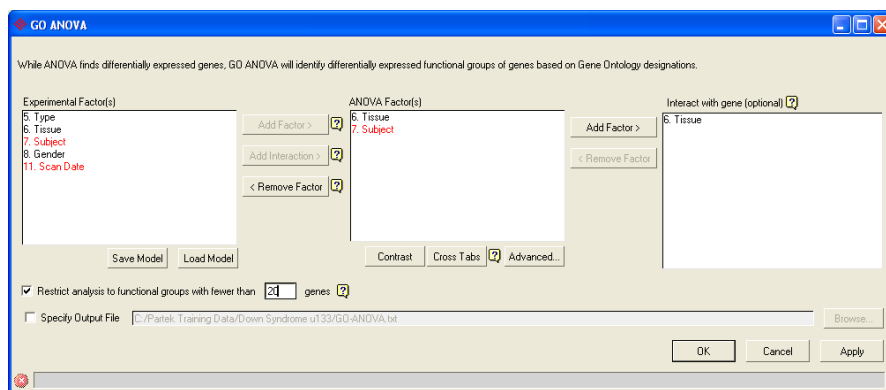 GO ANOVA
While ANOVA finds differentially expressed genes, GO ANOVA will identify differentially expressed functional groups of genes based on Gene Ontology designations.
Experimental Factor(s)
5. Type
6. Tissue
7. Subject
8. Gender
11. Scan Date
Add Factor > ?
Add Interaction > ?
< Remove Factor ?
ANOVA Factor(s)
6. Tissue
7. Subject
Add Factor >
< Remove Factor
Interact with gene (optional) ?
6. Tissue
Save Model Load Model
Contrast Cross Tabs ? Advanced...
Restrict analysis to functional groups with fewer than 20 genes ?
Specify Output File C:/Partek Training Data/Down Syndrome u133/GO-ANOVA.txt Browse...
OK Cancel Apply